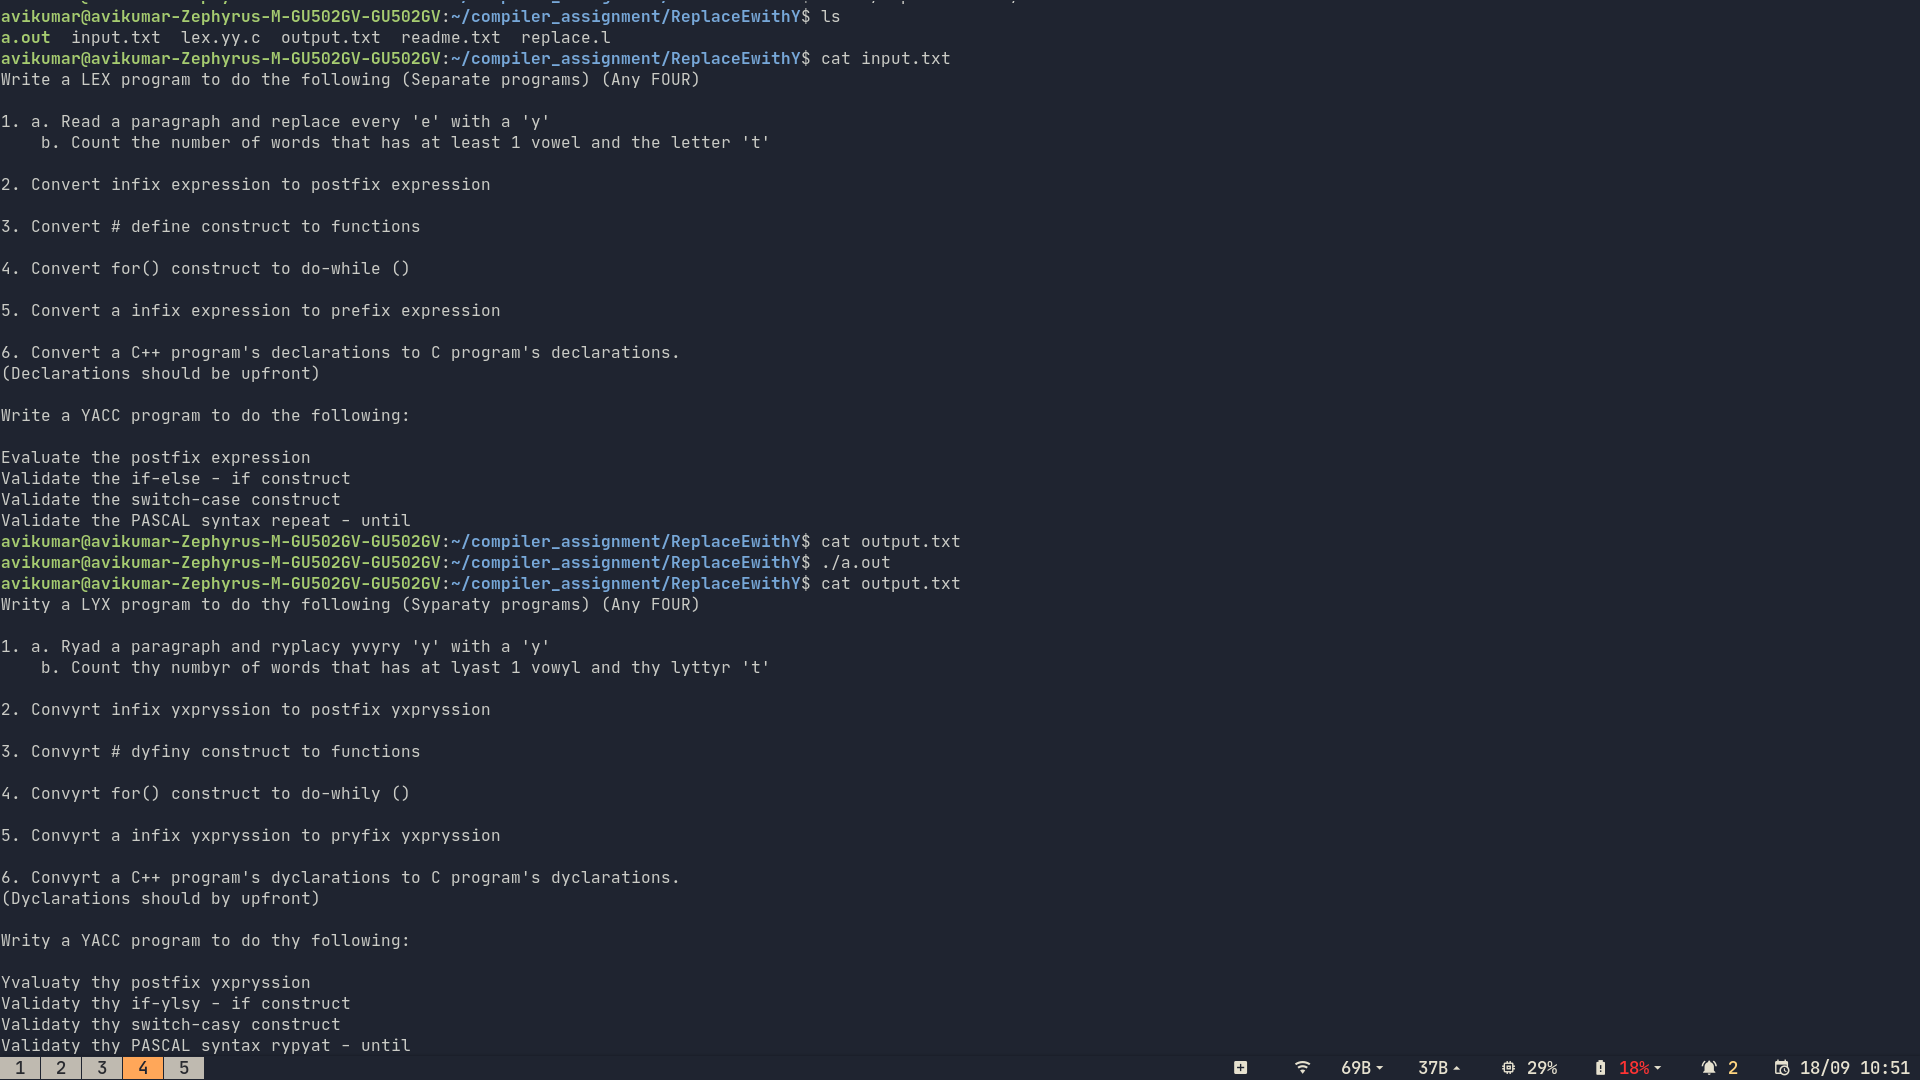 avikumar@avikumar-Zephyrus-M-GU502GV-GU502GV:~/compiler_assignment/ReplaceEwithY$ ls
a.out  input.txt  lex.yy.c  output.txt  readme.txt  replace.l
avikumar@avikumar-Zephyrus-M-GU502GV-GU502GV:~/compiler_assignment/ReplaceEwithY$ cat input.txt
Write a LEX program to do the following (Separate programs) (Any FOUR)

1. a. Read a paragraph and replace every 'e' with a 'y'
    b. Count the number of words that has at least 1 vowel and the letter 't'

2. Convert infix expression to postfix expression

3. Convert # define construct to functions

4. Convert for() construct to do-while ()

5. Convert a infix expression to prefix expression

6. Convert a C++ program's declarations to C program's declarations.
(Declarations should be upfront)

Write a YACC program to do the following:

Evaluate the postfix expression
Validate the if-else - if construct
Validate the switch-case construct
Validate the PASCAL syntax repeat - until
avikumar@avikumar-Zephyrus-M-GU502GV-GU502GV:~/compiler_assignment/ReplaceEwithY$ cat output.txt
avikumar@avikumar-Zephyrus-M-GU502GV-GU502GV:~/compiler_assignment/ReplaceEwithY$ ./a.out
avikumar@avikumar-Zephyrus-M-GU502GV-GU502GV:~/compiler_assignment/ReplaceEwithY$ cat output.txt
Writy a LYX program to do thy following (Syparaty programs) (Any FOUR)

1. a. Ryad a paragraph and ryplacy yvyry 'y' with a 'y'
    b. Count thy numbyr of words that has at lyast 1 vowyl and thy lyttyr 't'

2. Convyrt infix yxpryssion to postfix yxpryssion

3. Convyrt # dyfiny construct to functions

4. Convyrt for() construct to do-whily ()

5. Convyrt a infix yxpryssion to pryfix yxpryssion

6. Convyrt a C++ program's dyclarations to C program's dyclarations.
(Dyclarations should by upfront)

Writy a YACC program to do thy following:

Yvaluaty thy postfix yxpryssion
Validaty thy if-ylsy - if construct
Validaty thy switch-casy construct
Validaty thy PASCAL syntax rypyat - until
1 2 3 4 5 69B 37B 29% 18% 2 18/09 10:51